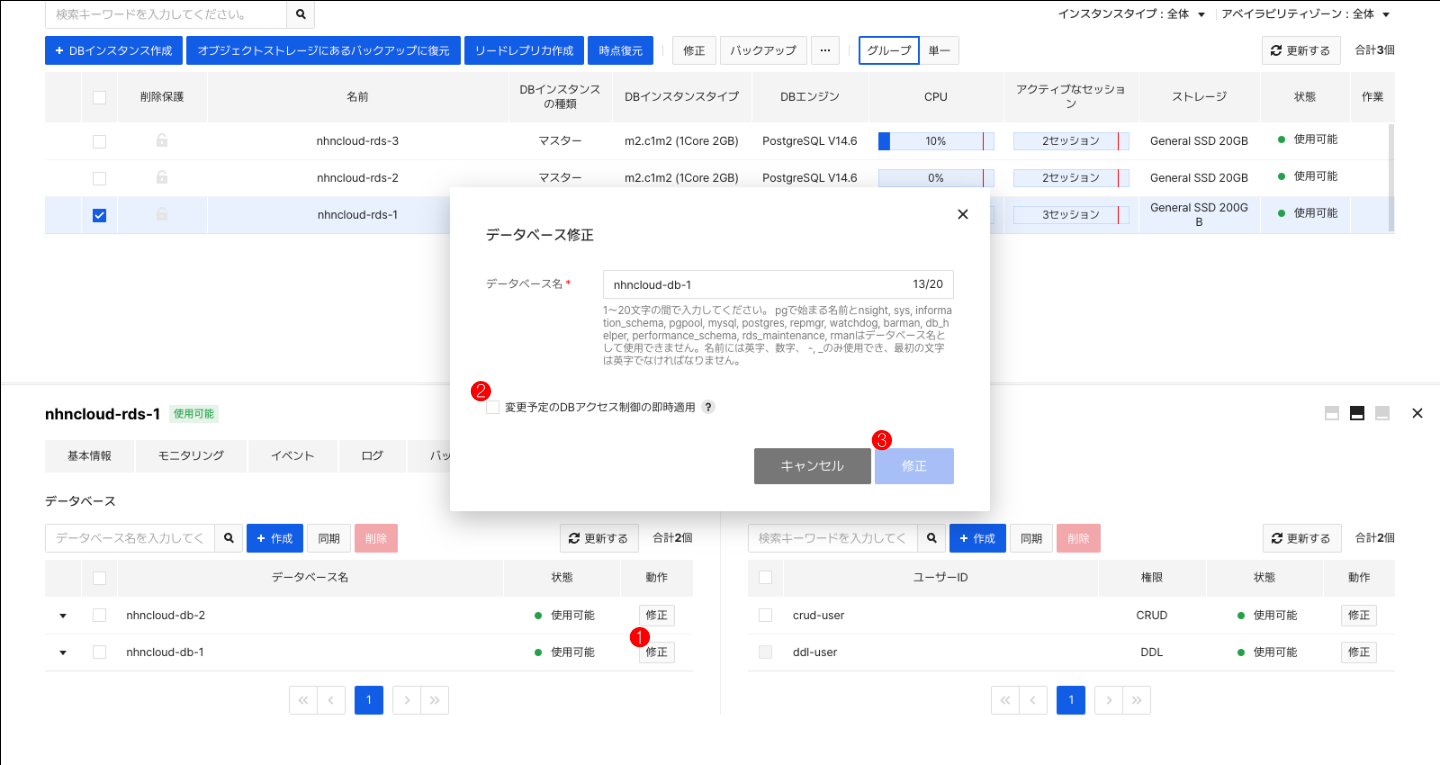 検索キーワードを入力してください。
インスタンスタイプ : 全体 ▼ アベイラビリティゾーン : 全体 ▼
+ DBインスタンス作成 オブジェクトストレージにあるバックアップに復元 リードレプリカ作成 時点復元 修正 バックアップ ··· グループ 単一 更新する 合計3個
削除保護 名前 DBインスタンスの種類 DBインスタンスタイプ DBエンジン CPU アクティブなセッション ストレージ 状態 作業
nhncloud-rds-3 マスター m2.c1m2 (1Core 2GB) PostgreSQL V14.6 10% 2セッション General SSD 20GB 使用可能
nhncloud-rds-2 マスター m2.c1m2 (1Core 2GB) PostgreSQL V14.6 0% 2セッション General SSD 20GB 使用可能
nhncloud-rds-1 3セッション General SSD 200GB 使用可能
データベース修正
データベース名 * nhncloud-db-1 13/20
1~20文字の間で入力してください。 pgで始まる名前とnsight, sys, informa
tion_schema, pgpool, mysql, postgres, repmgr, watchdog, barman, db_h
elper, performance_schema, rds_maintenance, rmanはデータベース名と
して使用できません。名前には英字、数字、 -, _のみ使用でき、最初の文字
は英字でなければなりません。
2
変更予定のDBアクセス制御の即時適用 ?
3
キャンセル 修正
nhncloud-rds-1 使用可能
基本情報 モニタリング イベント ログ バッ
データベース
データベース名を入力してく + 作成 同期 削除 更新する 合計2個
データベース名 状態 動作
nhncloud-db-2 使用可能 修正
1
nhncloud-db-1 使用可能 修正
1
検索キーワードを入力してく + 作成 同期 削除 更新する 合計2個
ユーザーID 権限 状態 動作
crud-user CRUD 使用可能 修正
ddl-user DDL 使用可能 修正
1